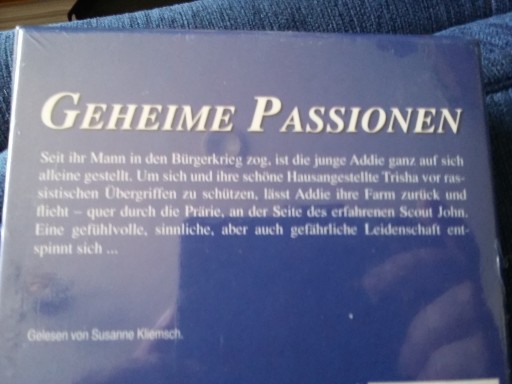 GEHEIME PASSIONEN
Seit ihr Mann in den Bürgerkrieg zog, ist die junge Addie ganz auf sich
alleine gestellt. Um sich und ihre schöne Hausangestellte Trisha vor ras-
sistischen Übergriffen zu schützen, lässt Addie ihre Farm zurück und
flieht – quer durch die Prärie, an der Seite des erfahrenen Scout John.
Eine gefühlvolle, sinnliche, aber auch gefährliche Leidenschaft ent-
spinnt sich ...
Gelesen von Susanne Kliemsch.